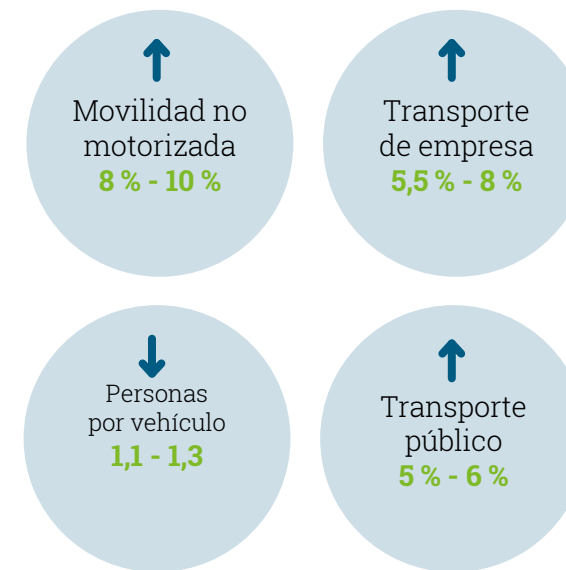 Movilidad no
motorizada
8 % - 10 %
Transporte
de empresa
5,5 % - 8 %
Personas
por vehículo
1,1 - 1,3
Transporte
público
5 % - 6 %